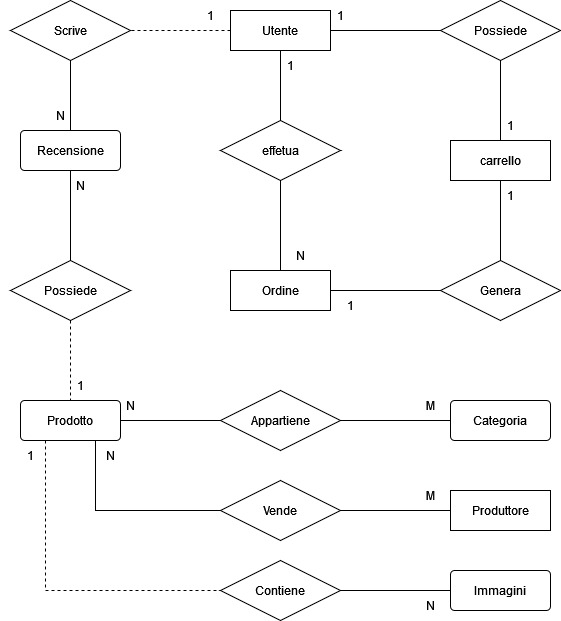 Scrive
1
Utente
1
Possiede
1
N
1
Recensione
effetua
carrello
N
1
N
Possiede
Ordine
Genera
1
1
Prodotto
N
Appartiene
M
Categoria
1
N
Vende
M
Produttore
Contiene
Immagini
N